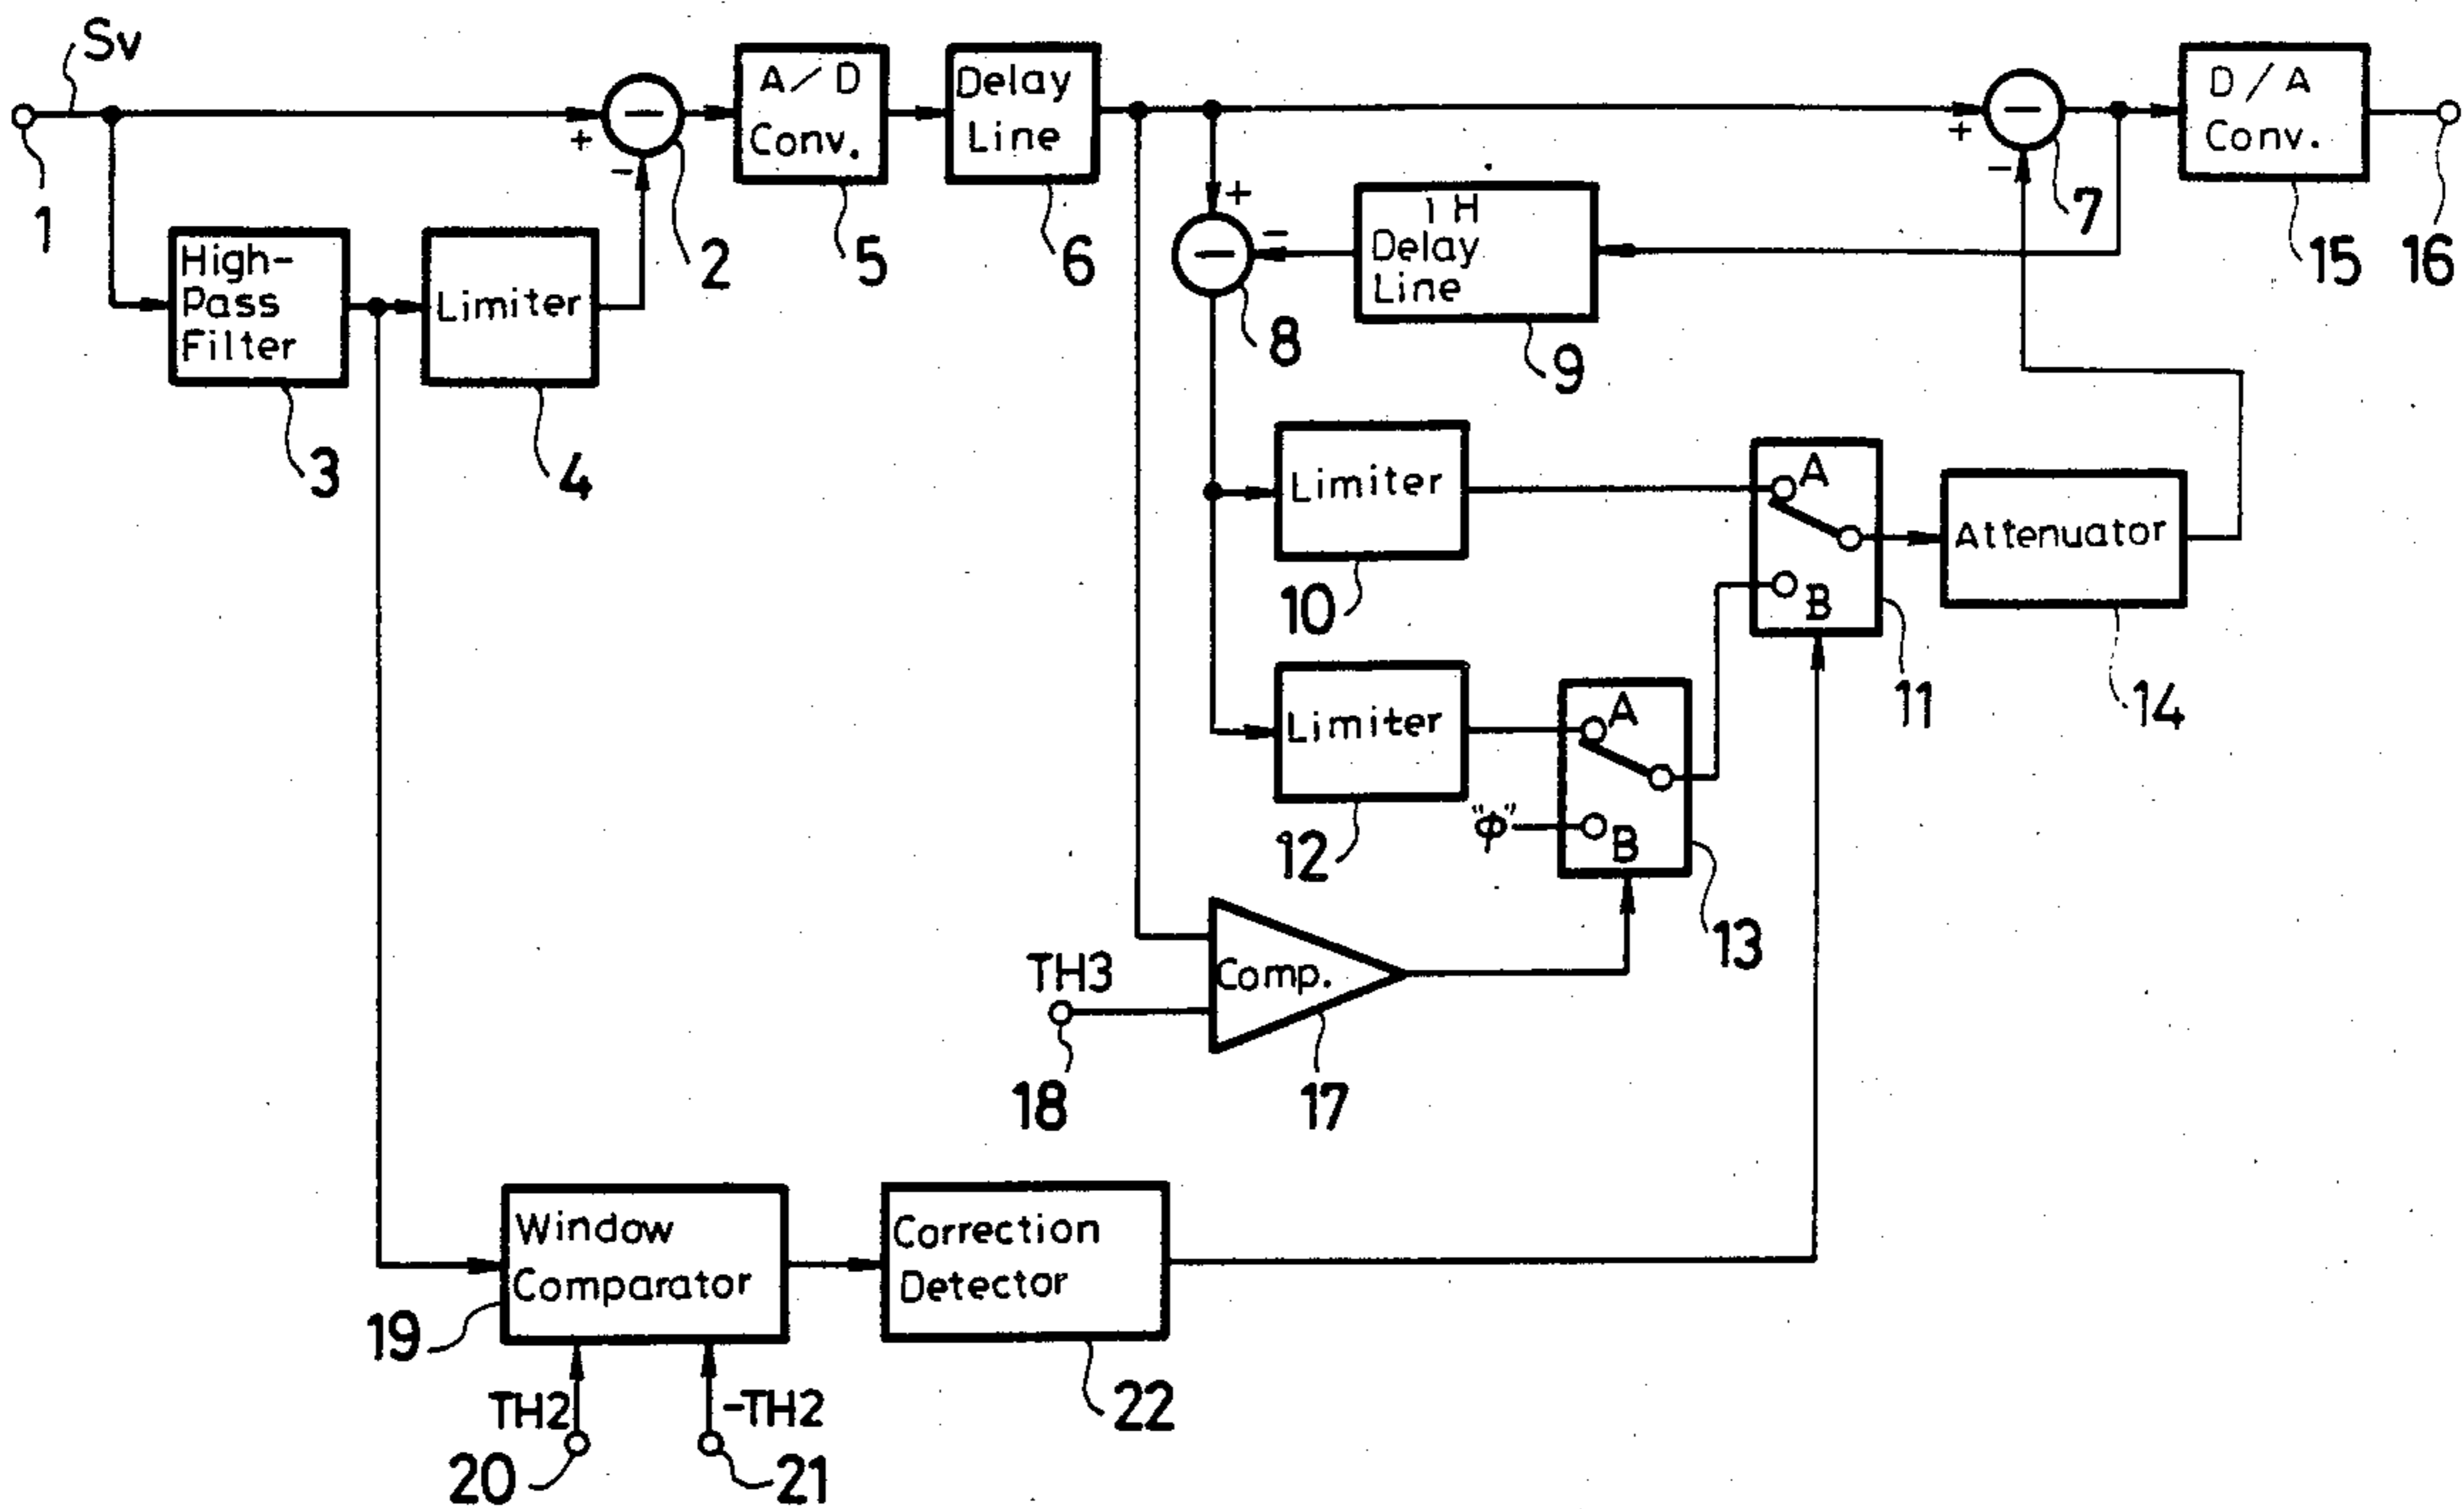 Sv
1
+
-
2
A/D
Conv.
5
Delay
Line
6
+
-
7
D/A
Conv.
15
16
High-
Pass
Filter
3
Limiter
4
+
-
8
1H
Delay
Line
9
Limiter
10
A
B
11
Attenuator
14
Limiter
12
A
"φ"
B
13
TH3
18
Comp.
17
Window
Comparator
19
Correction
Detector
22
TH2
20
-TH2
21